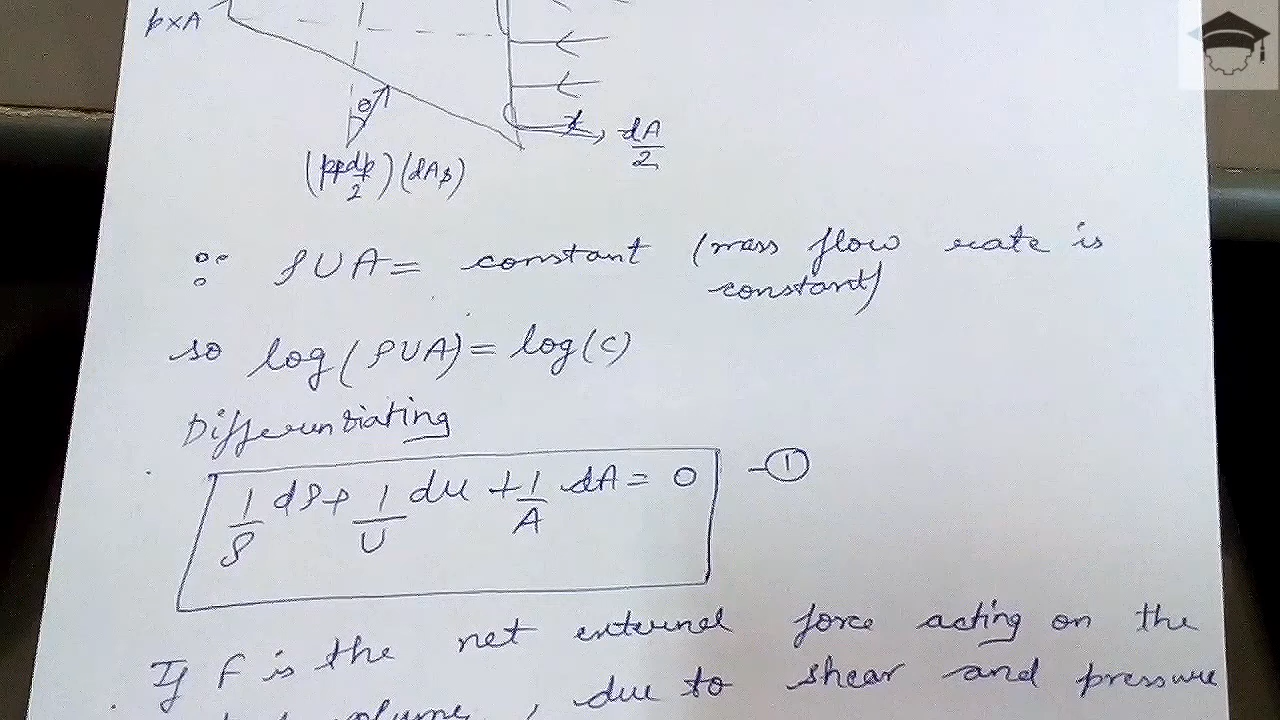 p×A
dA/2
(p+dp/2)(dAs)
∵ ρUA = constant (mass flow rate is
constant)
so log(ρUA) = log(C)
Differentiating
1/ρ dρ + 1/U du + 1/A dA = 0 —①
If F is the net external force acting on the
volume, due to shear and pressure